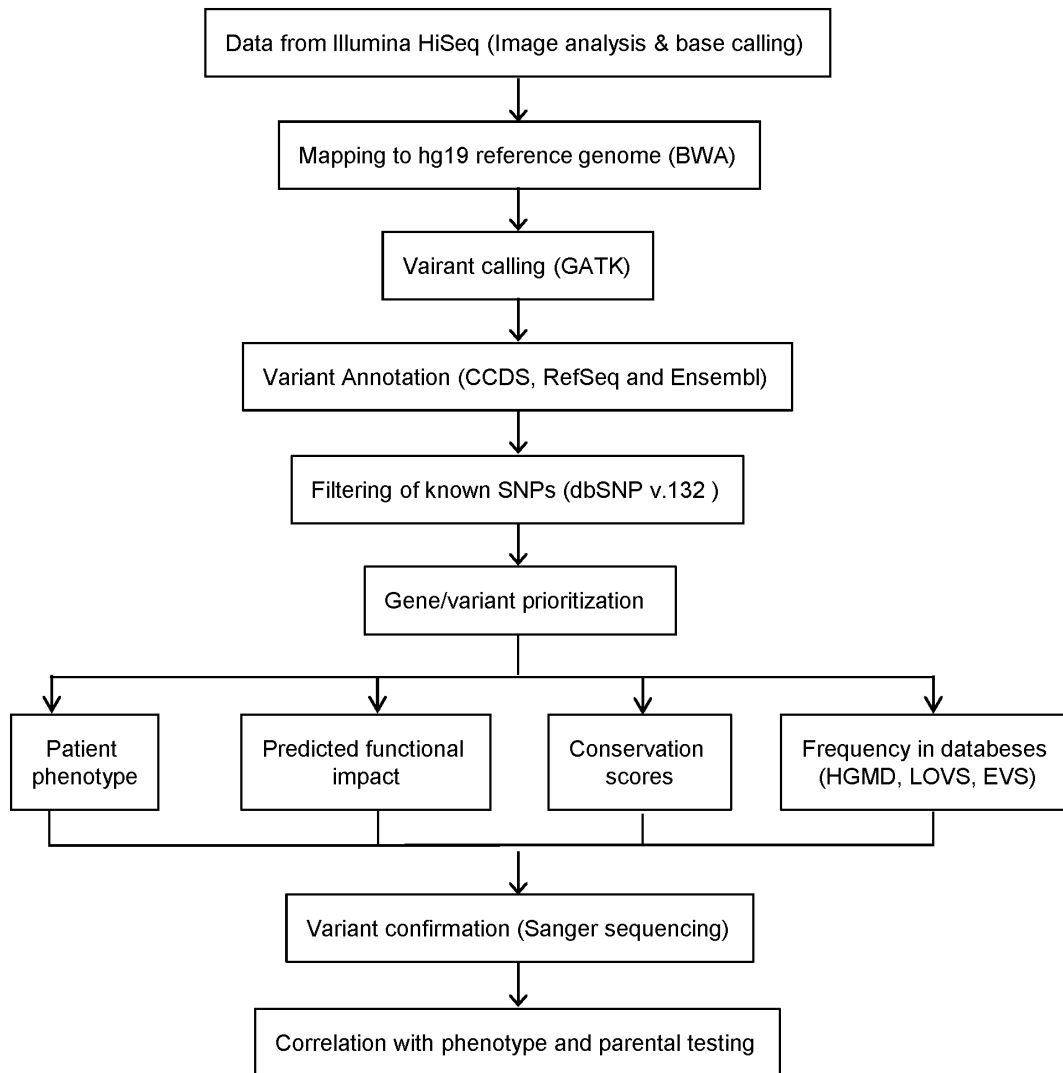 Data from Illumina HiSeq (Image analysis & base calling)
Mapping to hg19 reference genome (BWA)
Vairant calling (GATK)
Variant Annotation (CCDS, RefSeq and Ensembl)
Filtering of known SNPs (dbSNP v.132 )
Gene/variant prioritization
Patient
phenotype
Predicted functional
impact
Conservation
scores
Frequency in databeses
(HGMD, LOVS, EVS)
Variant confirmation (Sanger sequencing)
Correlation with phenotype and parental testing